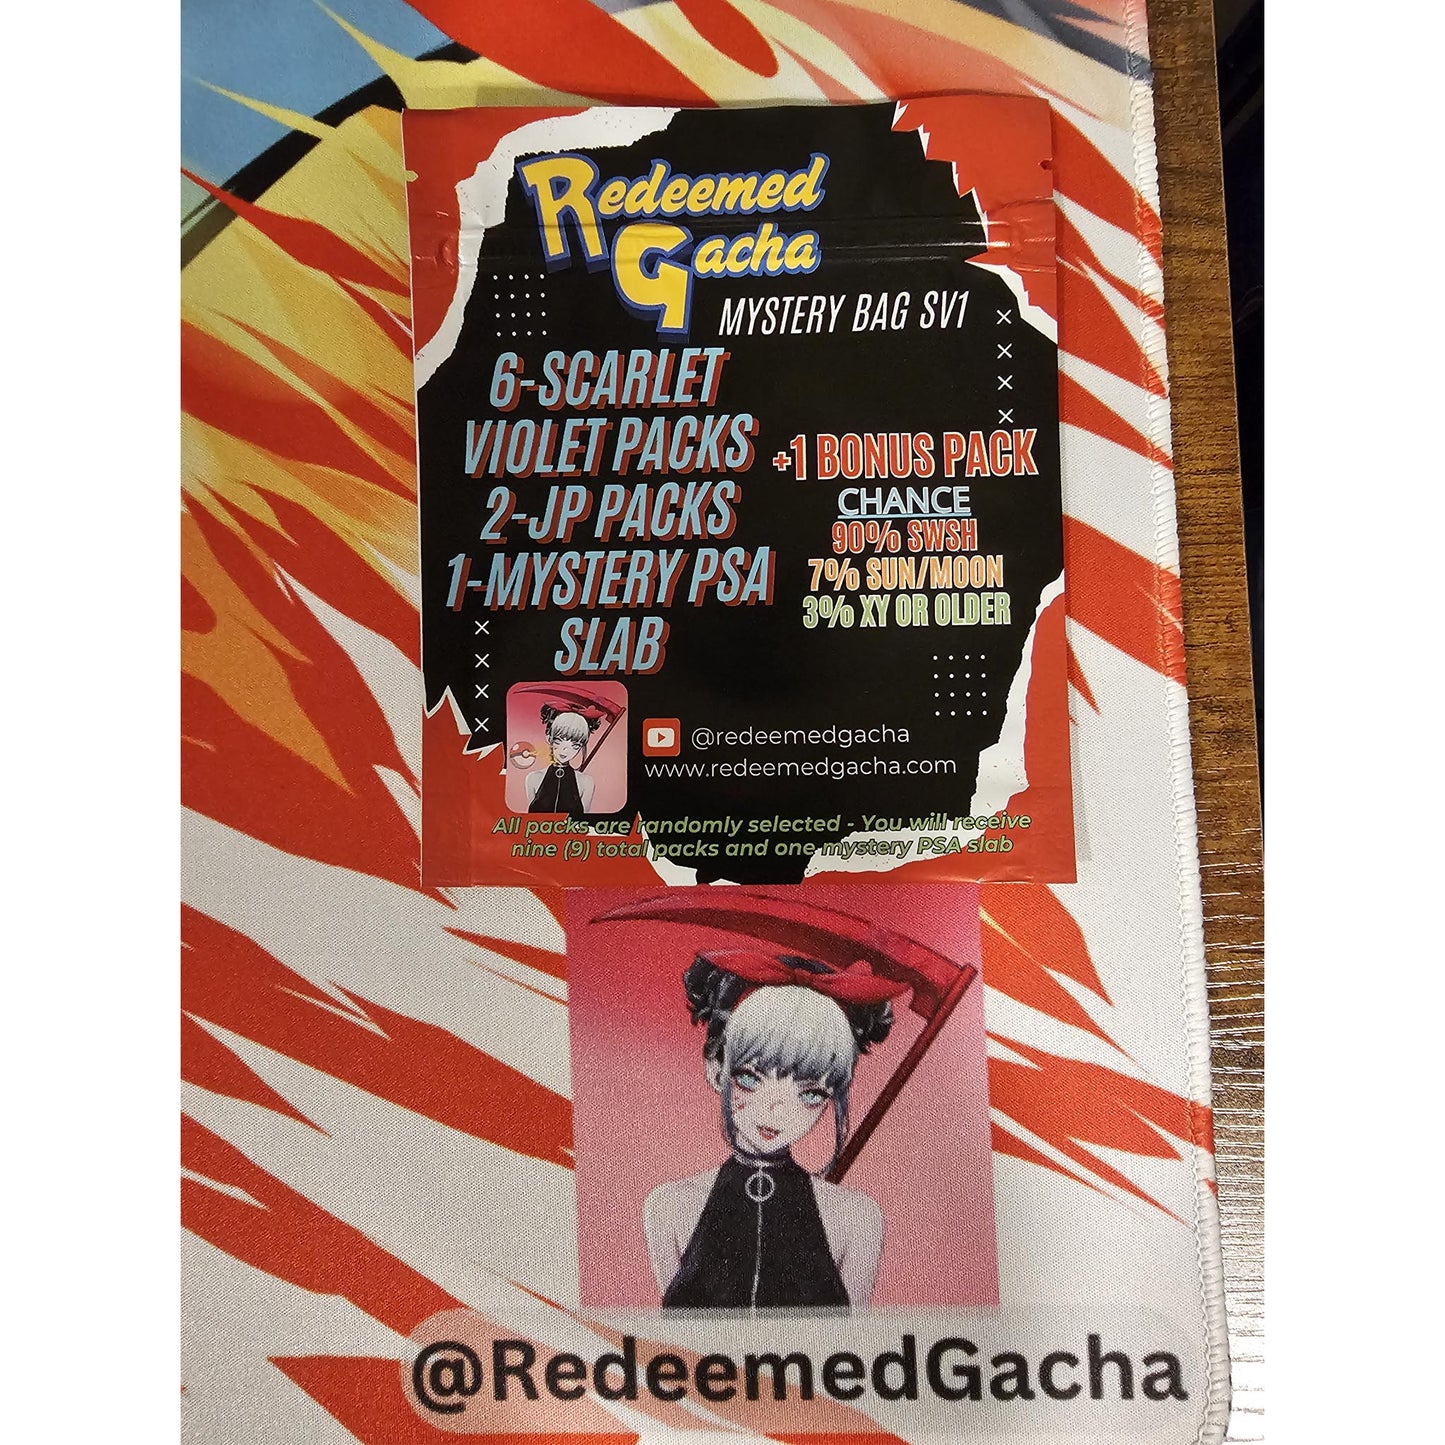 Redeemed
Gacha
MYSTERY BAG SV1
6-SCARLET
VIOLET PACKS
2-JP PACKS
1-MYSTERY PSA
SLAB
+1 BONUS PACK
CHANCE
90% SWSH
7% SUN/MOON
3% XY OR OLDER
@redeemedgacha
www.redeemedgacha.com
All packs are randomly selected - You will receive
nine (9) total packs and one mystery PSA slab
@RedeemedGacha